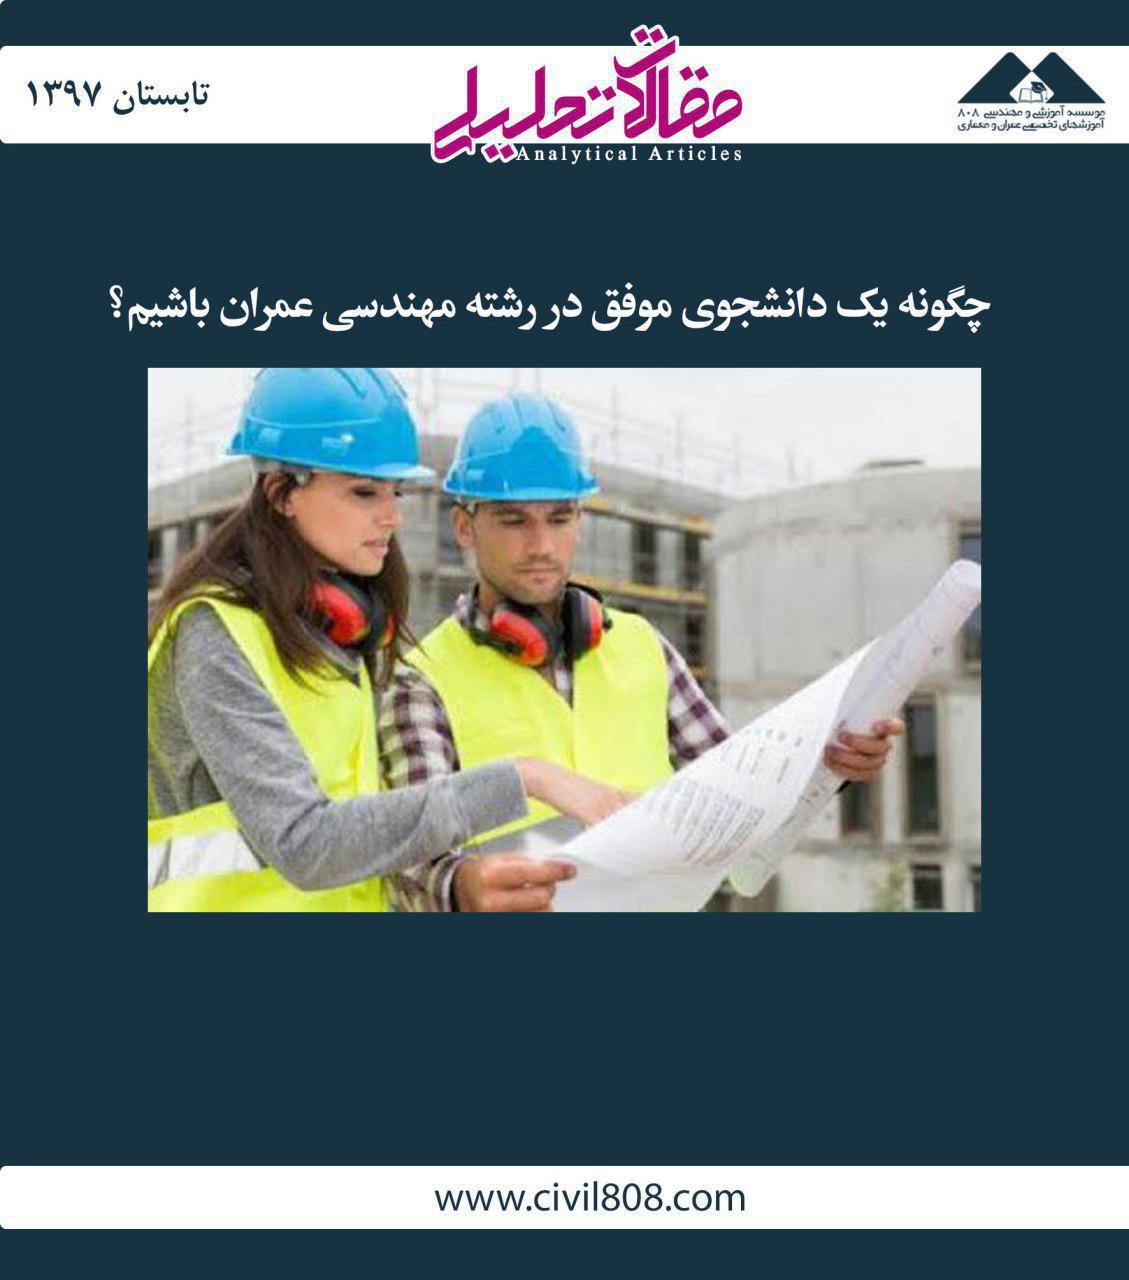 موسسه آموزشی و مهندسی ۸۰۸
آموزشهای تخصصی عمران و معماری
مقالات تحلیلی
Analytical Articles
تابستان ۱۳۹۷
چگونه یک دانشجوی موفق در رشته مهندسی عمران باشیم؟
www.civil808.com